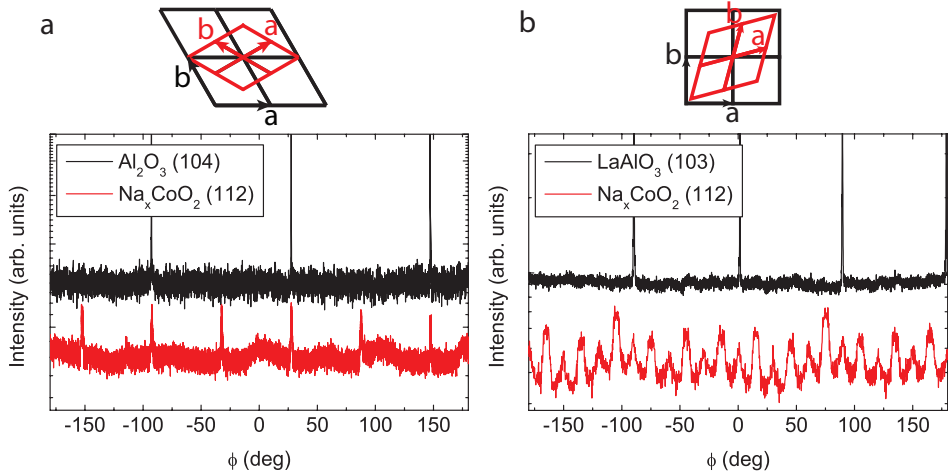 a
b
a
b
a
Al₂O₃ (104)
NaₓCoO₂ (112)
Intensity (arb. units)
-150 -100 -50 0 50 100 150
ϕ (deg)
b
b
a
b
a
LaAlO₃ (103)
NaₓCoO₂ (112)
Intensity (arb. units)
-150 -100 -50 0 50 100 150
ϕ (deg)